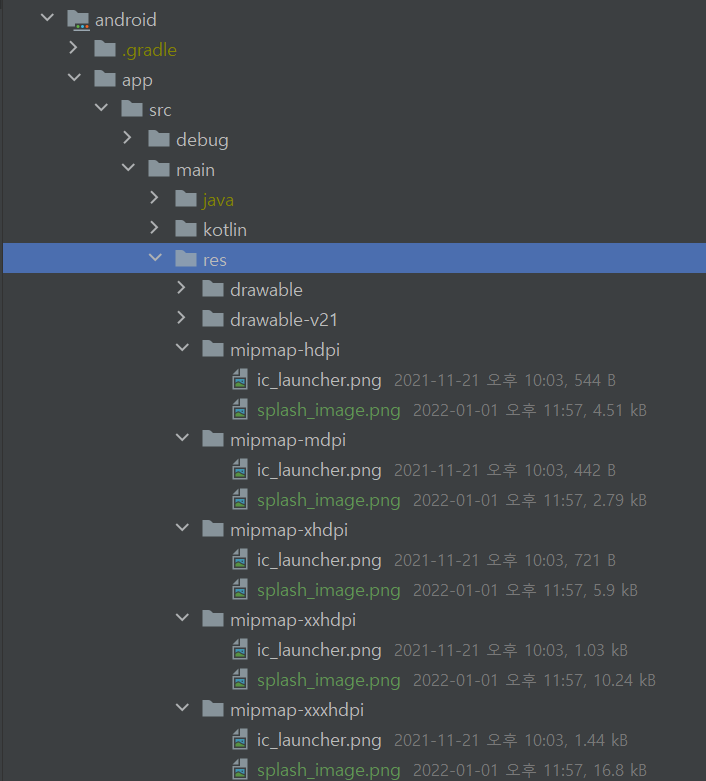 android
.gradle
app
src
debug
main
java
kotlin
res
drawable
drawable-v21
mipmap-hdpi
ic_launcher.png 2021-11-21 오후 10:03, 544 B
splash_image.png 2022-01-01 오후 11:57, 4.51 kB
mipmap-mdpi
ic_launcher.png 2021-11-21 오후 10:03, 442 B
splash_image.png 2022-01-01 오후 11:57, 2.79 kB
mipmap-xhdpi
ic_launcher.png 2021-11-21 오후 10:03, 721 B
splash_image.png 2022-01-01 오후 11:57, 5.9 kB
mipmap-xxhdpi
ic_launcher.png 2021-11-21 오후 10:03, 1.03 kB
splash_image.png 2022-01-01 오후 11:57, 10.24 kB
mipmap-xxxhdpi
ic_launcher.png 2021-11-21 오후 10:03, 1.44 kB
splash_image.png 2022-01-01 오후 11:57, 16.8 kB